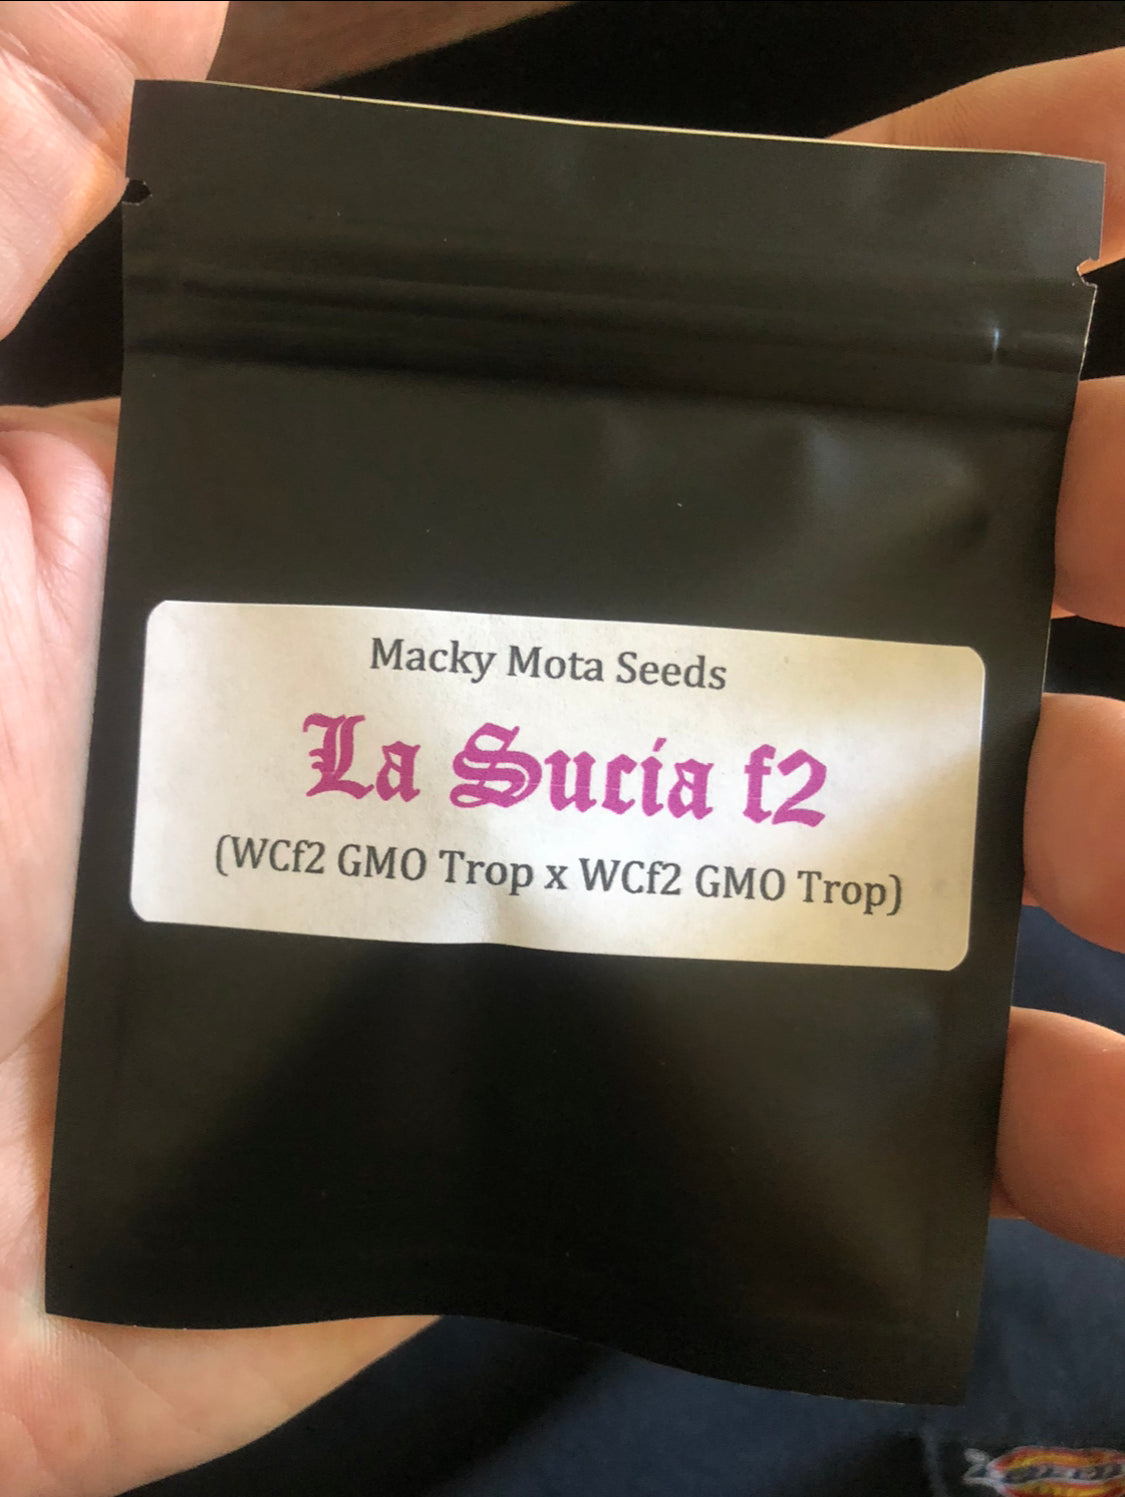 Macky Mota Seeds
La Sucia f2
(WCf2 GMO Trop x WCf2 GMO Trop)